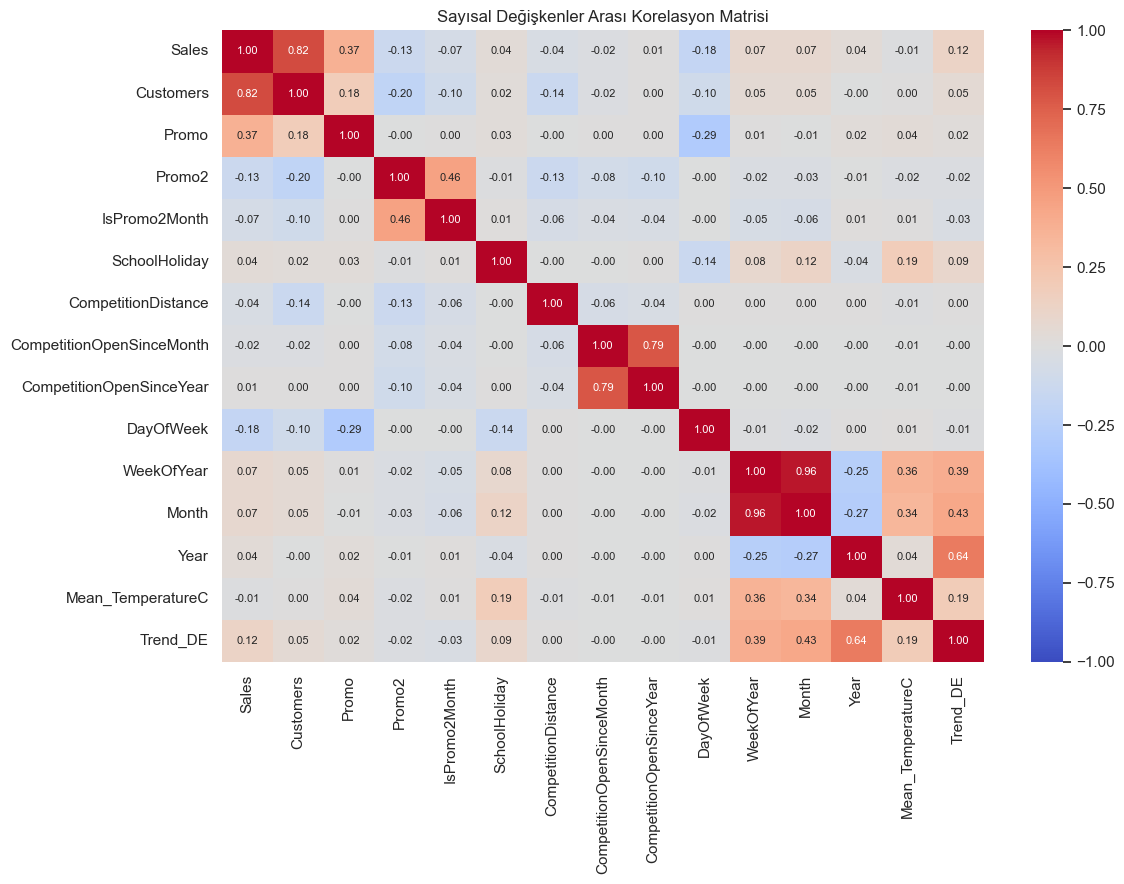 Sayısal Değişkenler Arası Korelasyon Matrisi
Sales 1.00 0.82 0.37 -0.13 -0.07 0.04 -0.04 -0.02 0.01 -0.18 0.07 0.07 0.04 -0.01 0.12
Customers 0.82 1.00 0.18 -0.20 -0.10 0.02 -0.14 -0.02 0.00 -0.10 0.05 0.05 -0.00 0.00 0.05
Promo 0.37 0.18 1.00 -0.00 0.00 0.03 -0.00 0.00 0.00 -0.29 0.01 -0.01 0.02 0.04 0.02
Promo2 -0.13 -0.20 -0.00 1.00 0.46 -0.01 -0.13 -0.08 -0.10 -0.00 -0.02 -0.03 -0.01 -0.02 -0.02
IsPromo2Month -0.07 -0.10 0.00 0.46 1.00 0.01 -0.06 -0.04 -0.04 -0.00 -0.05 -0.06 0.01 0.01 -0.03
SchoolHoliday 0.04 0.02 0.03 -0.01 0.01 1.00 -0.00 -0.00 0.00 -0.14 0.08 0.12 -0.04 0.19 0.09
CompetitionDistance -0.04 -0.14 -0.00 -0.13 -0.06 -0.00 1.00 -0.06 -0.04 0.00 0.00 0.00 0.00 -0.01 0.00
CompetitionOpenSinceMonth -0.02 -0.02 0.00 -0.08 -0.04 -0.00 -0.06 1.00 0.79 -0.00 -0.00 -0.00 -0.00 -0.01 -0.00
CompetitionOpenSinceYear 0.01 0.00 0.00 -0.10 -0.04 0.00 -0.04 0.79 1.00 -0.00 -0.00 -0.00 -0.00 -0.01 -0.00
DayOfWeek -0.18 -0.10 -0.29 -0.00 -0.00 -0.14 0.00 -0.00 -0.00 1.00 -0.01 -0.02 0.00 0.01 -0.01
WeekOfYear 0.07 0.05 0.01 -0.02 -0.05 0.08 0.00 -0.00 -0.00 -0.01 1.00 0.96 -0.25 0.36 0.39
Month 0.07 0.05 -0.01 -0.03 -0.06 0.12 0.00 -0.00 -0.00 -0.02 0.96 1.00 -0.27 0.34 0.43
Year 0.04 -0.00 0.02 -0.01 0.01 -0.04 0.00 -0.00 -0.00 0.00 -0.25 -0.27 1.00 0.04 0.64
Mean_TemperatureC -0.01 0.00 0.04 -0.02 0.01 0.19 -0.01 -0.01 -0.01 0.01 0.36 0.34 0.04 1.00 0.19
Trend_DE 0.12 0.05 0.02 -0.02 -0.03 0.09 0.00 -0.00 -0.00 -0.01 0.39 0.43 0.64 0.19 1.00
Sales
Customers
Promo
Promo2
IsPromo2Month
SchoolHoliday
CompetitionDistance
CompetitionOpenSinceMonth
CompetitionOpenSinceYear
DayOfWeek
WeekOfYear
Month
Year
Mean_TemperatureC
Trend_DE
1.00
0.75
0.50
0.25
0.00
−0.25
−0.50
−0.75
−1.00